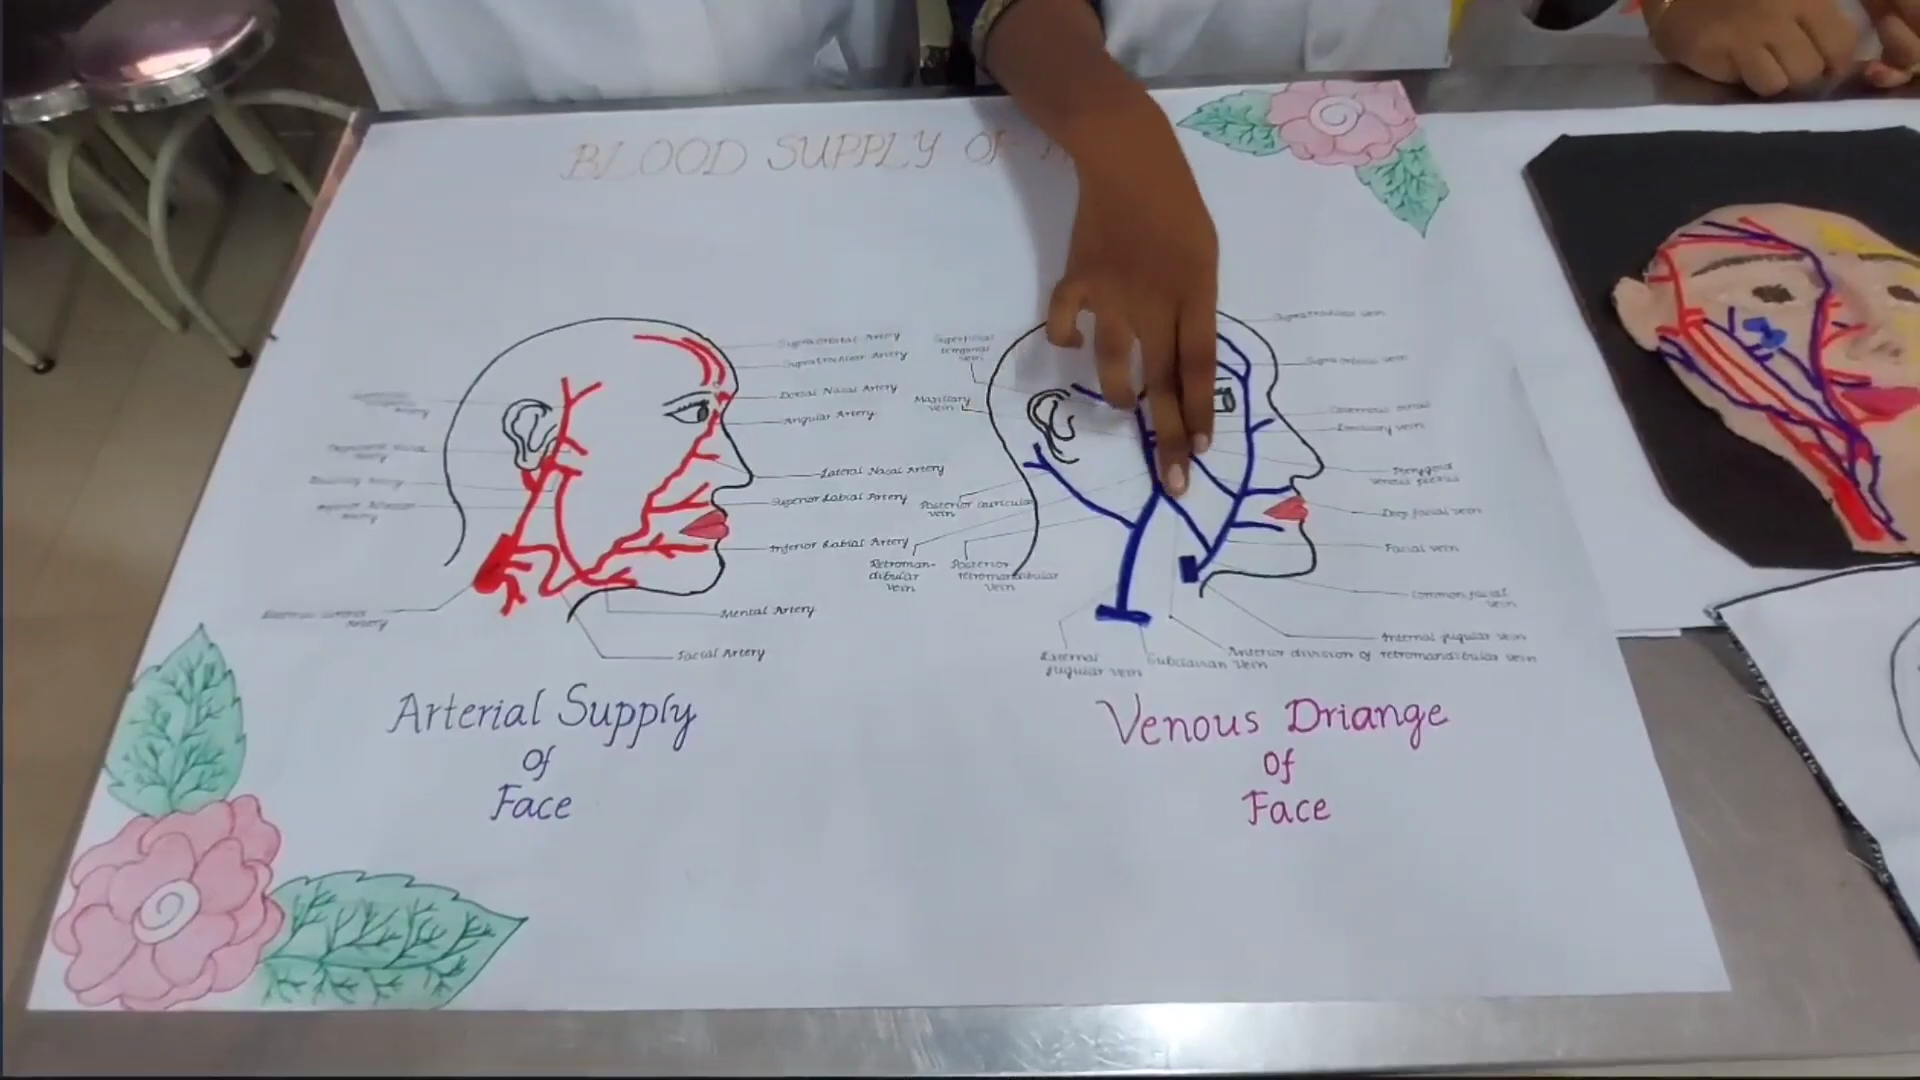 BLOOD SUPPLY OF
Supraorbital Artery
Supratrochlear Artery
Dorsal Nasal Artery
Angular Artery
Lateral Nasal Artery
Superior Labial Artery
Inferior Labial Artery
Mental Artery
Facial Artery
Artery
Arterial Supply
Of
Face
Superficial
temporal
vein
Maxillary
vein
Posterior auricular
vein
Retroman-
dibular
vein
Posterior
retromandibular
vein
External
jugular vein
Subclavian vein
Supratrochlear vein
Supraorbital vein
Emissary vein
Pterygoid
venous plexus
Deep facial vein
Facial vein
Common facial
vein
Internal jugular vein
Anterior division of retromandibular vein
Venous Driange
Of
Face